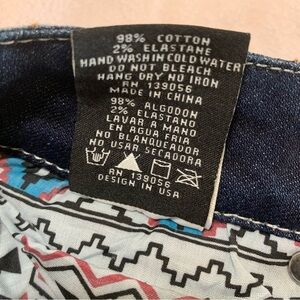 98% COTTON
2% ELASTANE
HAND WASH IN COLD WATER
DO NOT BLEACH
HANG DRY NO IRON
RN 139056
MADE IN CHINA
98% ALGODON
2% ELASTANO
LAVAR A MANO
EN AGUA FRIA
NO BLANQUEADOR
NO USAR SECADORA
RN 139056
DESIGN IN USA